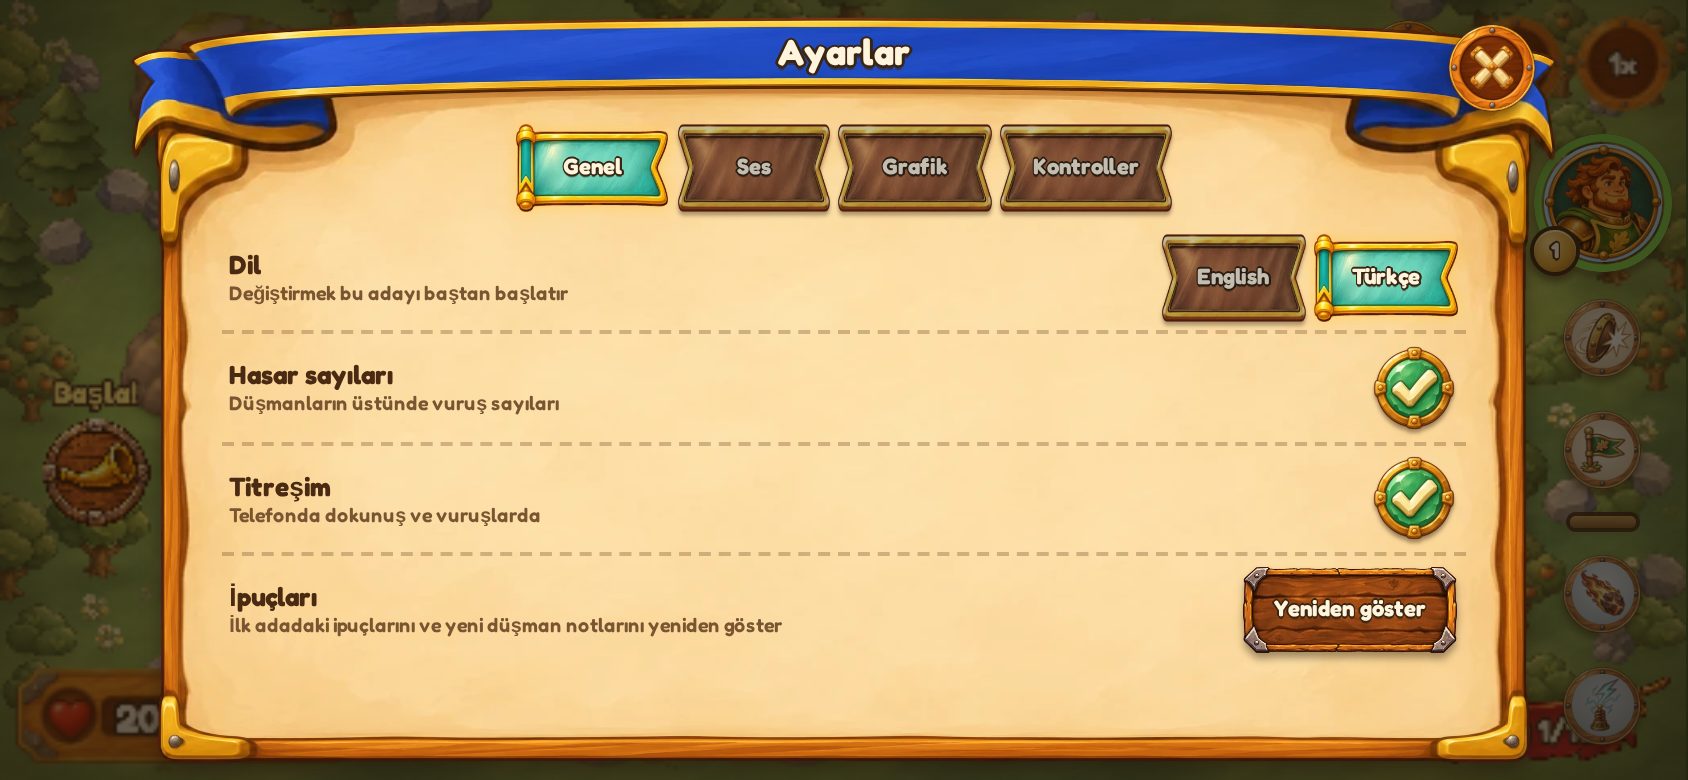 Ayarlar
1x
Genel
Ses
Grafik
Kontroller
Dil
Değiştirmek bu adayı baştan başlatır
English
Türkçe
1
Hasar sayıları
Düşmanların üstünde vuruş sayıları
Başla!
Titreşim
Telefonda dokunuş ve vuruşlarda
İpuçları
İlk adadaki ipuçlarını ve yeni düşman notlarını yeniden göster
Yeniden göster
20